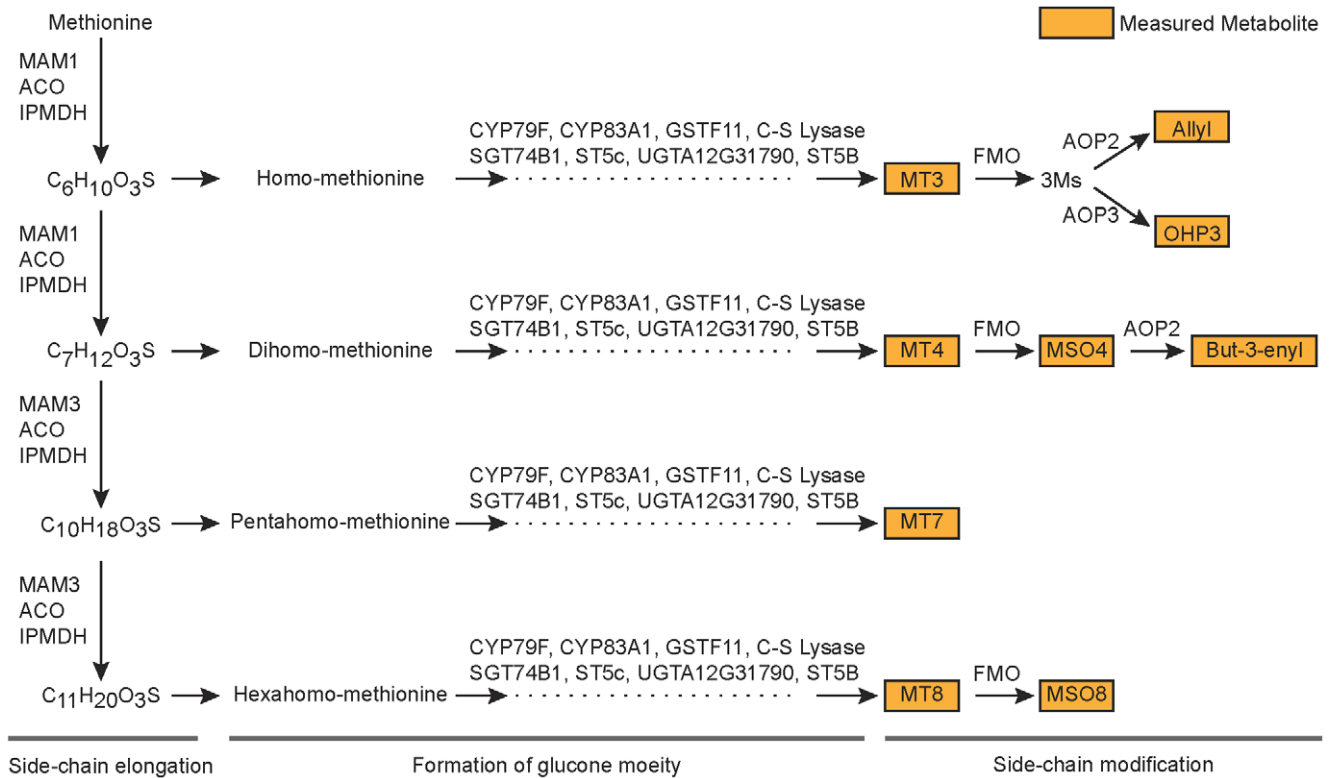 Methionine
Measured Metabolite
MAM1
ACO
IPMDH
CYP79F, CYP83A1, GSTF11, C-S Lysase
SGT74B1, ST5c, UGTA12G31790, ST5B
C6H10O3S
Homo-methionine
MT3
FMO
3Ms
AOP2
Allyl
AOP3
OHP3
MAM1
ACO
IPMDH
CYP79F, CYP83A1, GSTF11, C-S Lysase
SGT74B1, ST5c, UGTA12G31790, ST5B
C7H12O3S
Dihomo-methionine
MT4
FMO
MSO4
AOP2
But-3-enyl
MAM3
ACO
IPMDH
CYP79F, CYP83A1, GSTF11, C-S Lysase
SGT74B1, ST5c, UGTA12G31790, ST5B
C10H18O3S
Pentahomo-methionine
MT7
MAM3
ACO
IPMDH
CYP79F, CYP83A1, GSTF11, C-S Lysase
SGT74B1, ST5c, UGTA12G31790, ST5B
C11H20O3S
Hexahomo-methionine
MT8
FMO
MSO8
Side-chain elongation
Formation of glucone moeity
Side-chain modification